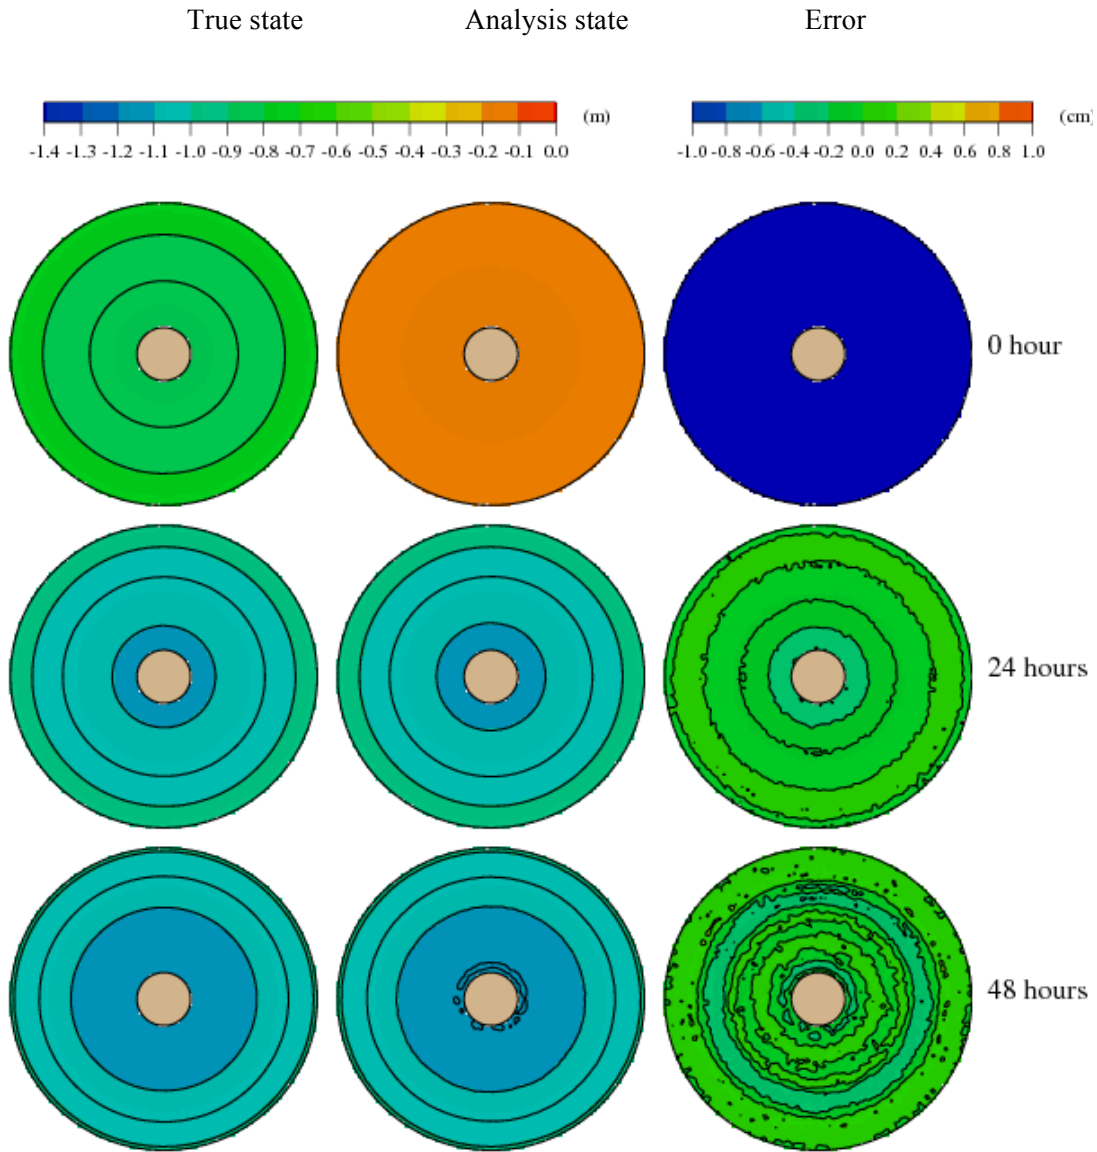 True state Analysis state Error
(m) (cm)
-1.4 -1.3 -1.2 -1.1 -1.0 -0.9 -0.8 -0.7 -0.6 -0.5 -0.4 -0.3 -0.2 -0.1 0.0 -1.0 -0.8 -0.6 -0.4 -0.2 0.0 0.2 0.4 0.6 0.8 1.0
0 hour
24 hours
48 hours